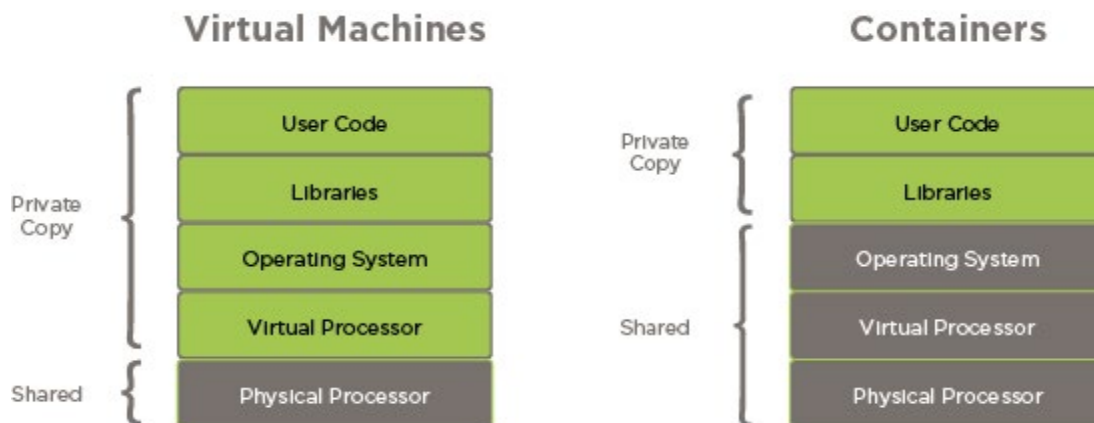 Virtual Machines
Private
Copy
User Code
Libraries
Operating System
Virtual Processor
Shared
Physical Processor
Containers
Private
Copy
User Code
Libraries
Shared
Operating System
Virtual Processor
Physical Processor